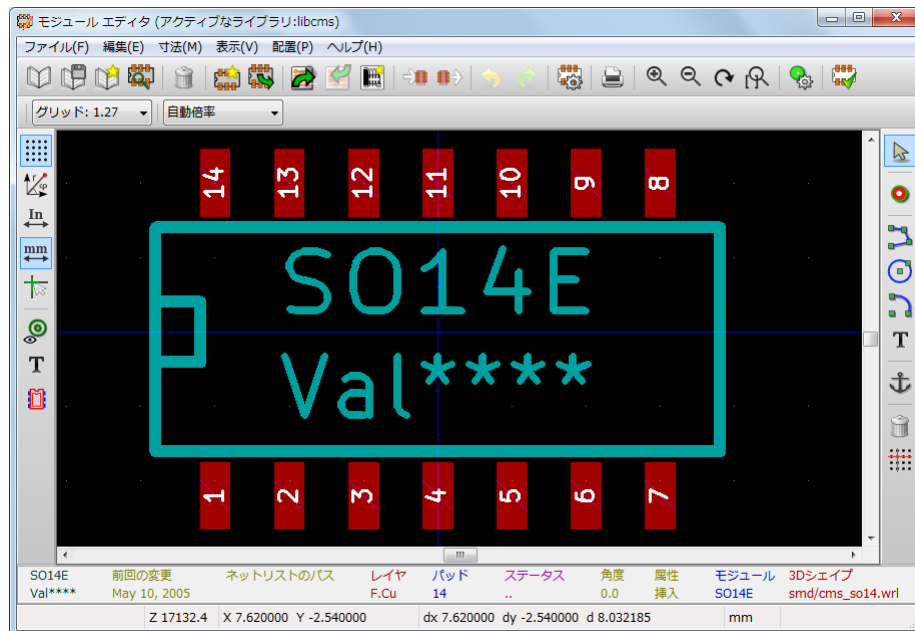 モジュール エディタ (アクティブなライブラリ:libcms)
ファイル(F) 編集(E) 寸法(M) 表示(V) 配置(P) ヘルプ(H)
グリッド: 1.27 自動倍率
In
mm
T
T
14 13 12 11 10 9 8
SO14E
Val****
1 2 3 4 5 6 7
SO14E 前回の変更 ネットリストのパス レイヤ パッド ステータス 角度 属性 モジュール 3Dシェイプ
Val**** May 10, 2005 F.Cu 14 .. 0.0 挿入 SO14E smd/cms_so14.wrl
Z 17132.4 X 7.620000 Y -2.540000 dx 7.620000 dy -2.540000 d 8.032185 mm